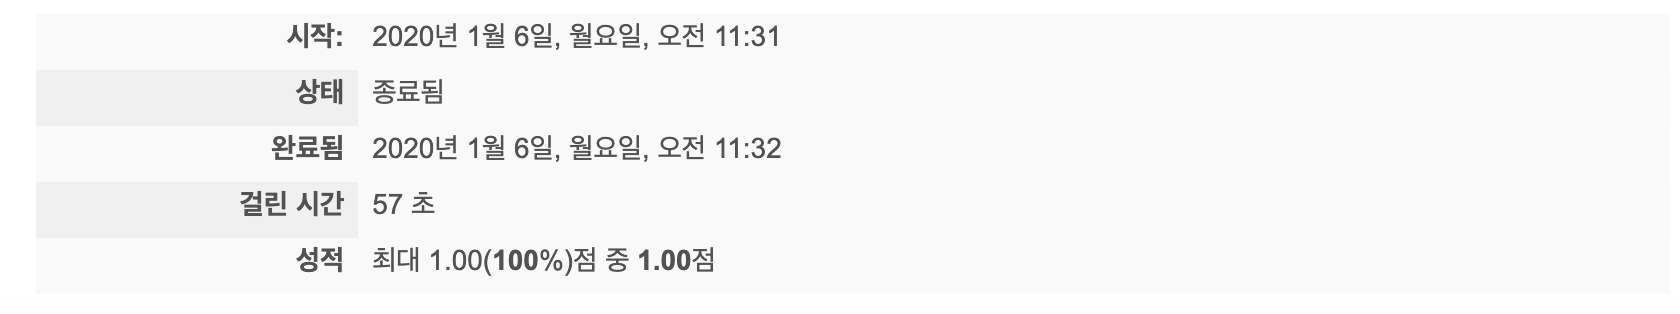 시작: 2020년 1월 6일, 월요일, 오전 11:31
상태 종료됨
완료됨 2020년 1월 6일, 월요일, 오전 11:32
걸린 시간 57 초
성적 최대 1.00(100%)점 중 1.00점